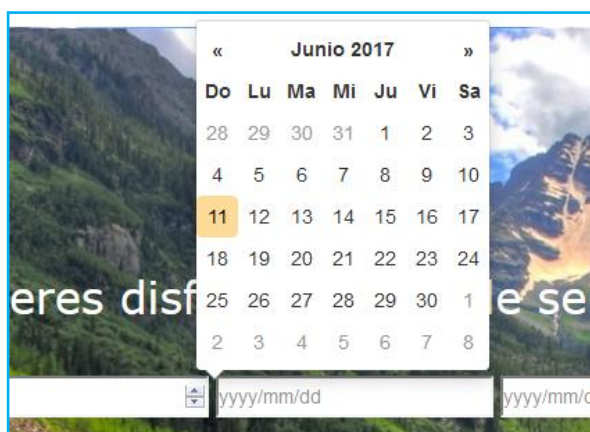 « Junio 2017 »
Do Lu Ma Mi Ju Vi Sa
28 29 30 31 1 2 3
4 5 6 7 8 9 10
11 12 13 14 15 16 17
18 19 20 21 22 23 24
eres disf
25 26 27 28 29 30 1
e se
2 3 4 5 6 7 8
yyyy/mm/dd
yyyy/mm/